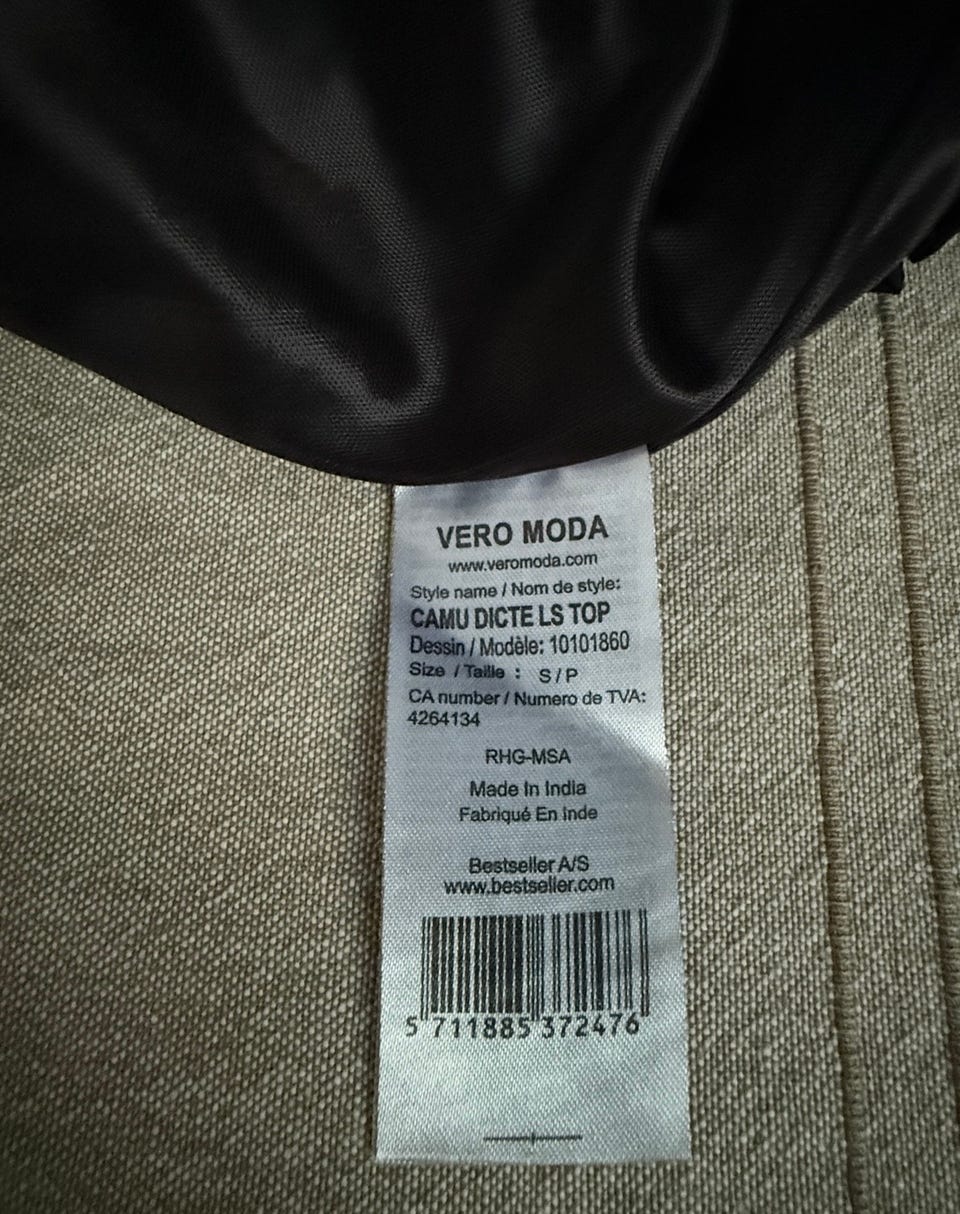 VERO MODA
www.veromoda.com
Style name / Nom de style:
CAMU DICTE LS TOP
Dessin / Modèle: 10101860
Size / Taille : S / P
CA number / Numero de TVA:
4264134
RHG-MSA
Made In India
Fabriqué En Inde
Bestseller A/S
www.bestseller.com
5 711885 372476